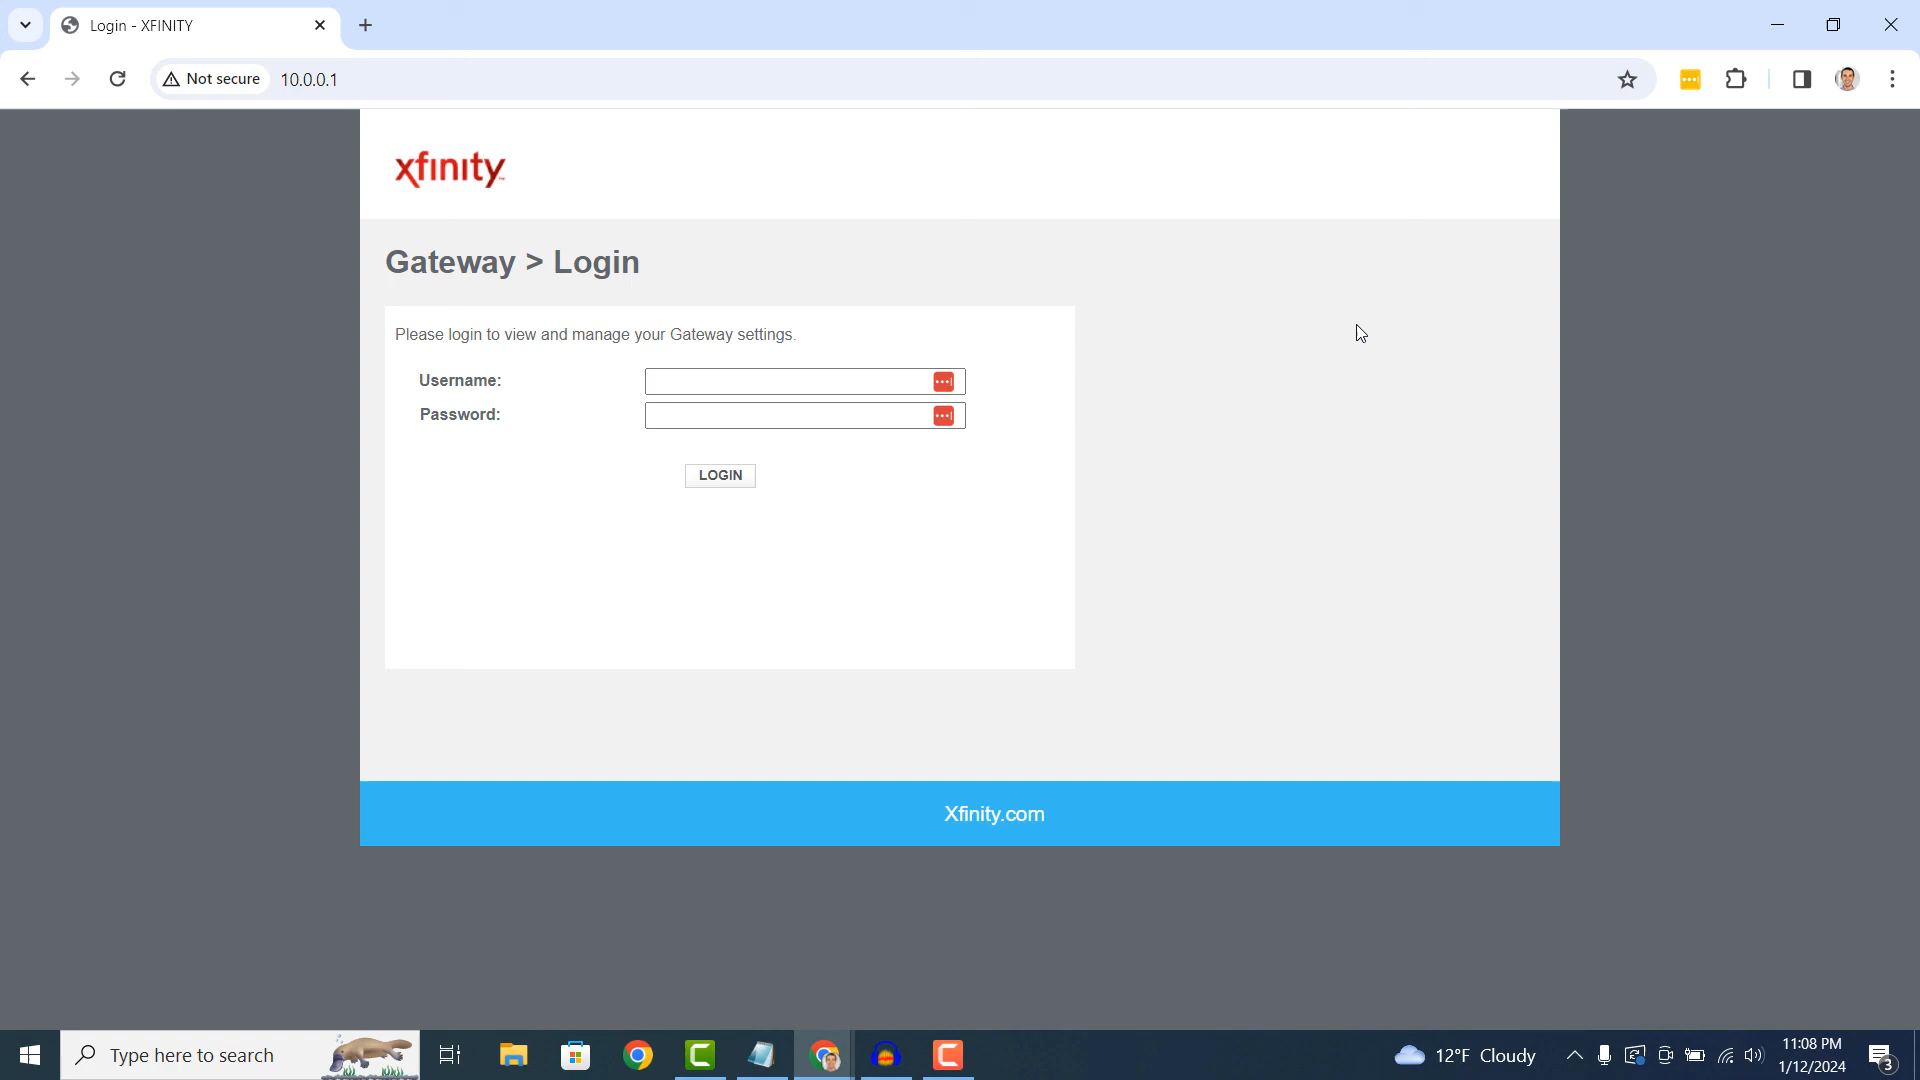 Login - XFINITY
Not secure
10.0.0.1
xfinity
Gateway > Login
Please login to view and manage your Gateway settings.
Username:
Password:
LOGIN
Xfinity.com
Type here to search
12°F Cloudy
11:08 PM
1/12/2024
3